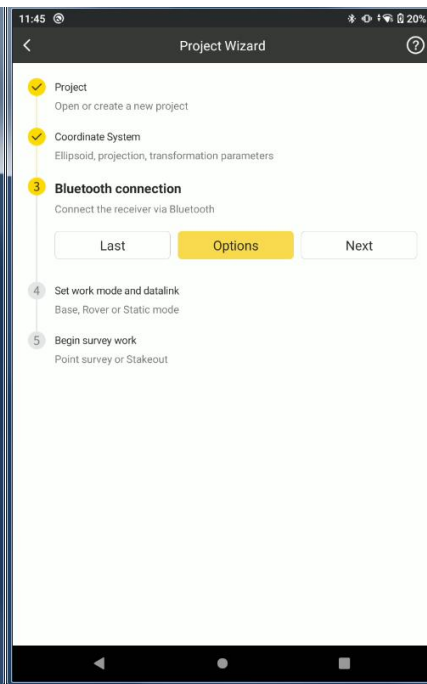 11:45 20%
Project Wizard ?
Project
Open or create a new project
Coordinate System
Ellipsoid, projection, transformation parameters
3 Bluetooth connection
Connect the receiver via Bluetooth
Last Options Next
4 Set work mode and datalink
Base, Rover or Static mode
5 Begin survey work
Point survey or Stakeout